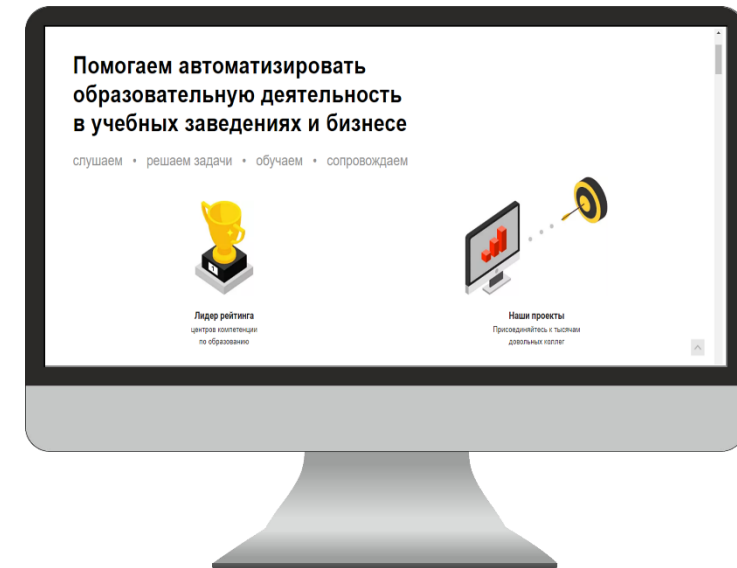 Помогаем автоматизировать
образовательную деятельность
в учебных заведениях и бизнесе
слушаем • решаем задачи • обучаем • сопровождаем
Лидер рейтинга
центров компетенции
по образованию
Наши проекты
Присоединяйтесь к тысячам
довольных коллег